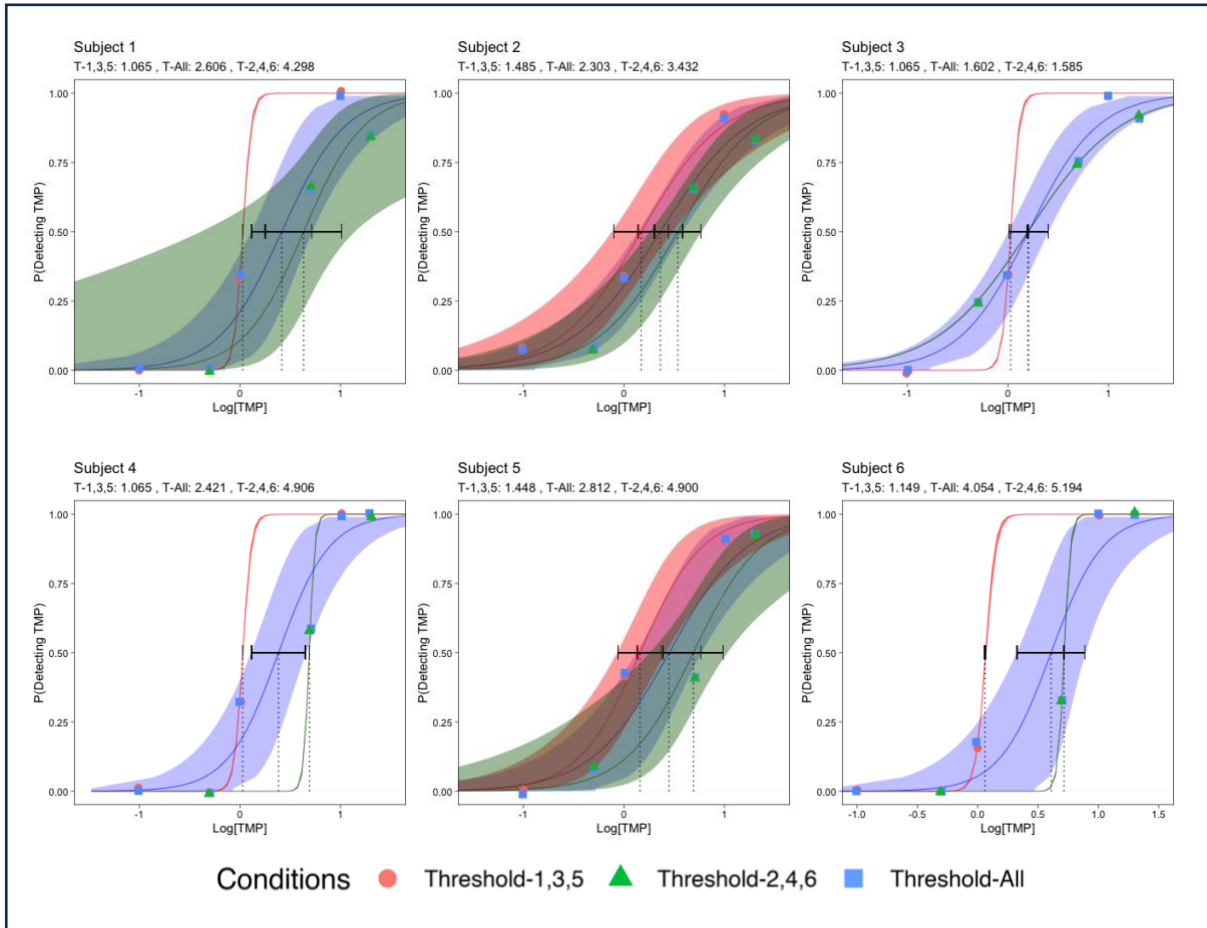 Subject 1
T-1,3,5: 1.065 , T-All: 2.606 , T-2,4,6: 4.298
P(Detecting TMP)
1.00
0.75
0.50
0.25
0.00
-1
0
1
Log[TMP]
Subject 2
T-1,3,5: 1.485 , T-All: 2.303 , T-2,4,6: 3.432
P(Detecting TMP)
1.00
0.75
0.50
0.25
0.00
-1
0
1
Log[TMP]
Subject 3
T-1,3,5: 1.065 , T-All: 1.602 , T-2,4,6: 1.585
P(Detecting TMP)
1.00
0.75
0.50
0.25
0.00
-1
0
1
Log[TMP]
Subject 4
T-1,3,5: 1.065 , T-All: 2.421 , T-2,4,6: 4.906
P(Detecting TMP)
1.00
0.75
0.50
0.25
0.00
-1
0
1
Log[TMP]
Subject 5
T-1,3,5: 1.448 , T-All: 2.812 , T-2,4,6: 4.900
P(Detecting TMP)
1.00
0.75
0.50
0.25
0.00
-1
0
1
Log[TMP]
Subject 6
T-1,3,5: 1.149 , T-All: 4.054 , T-2,4,6: 5.194
P(Detecting TMP)
1.00
0.75
0.50
0.25
0.00
-1.0
-0.5
0.0
0.5
1.0
1.5
Log[TMP]
Conditions Threshold-1,3,5 Threshold-2,4,6 Threshold-All